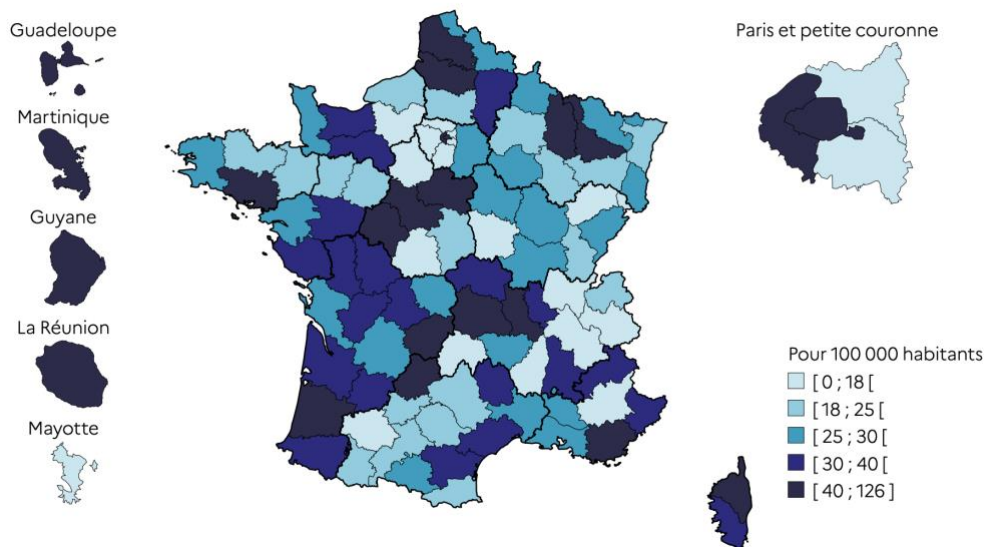 Guadeloupe
Martinique
Guyane
La Réunion
Mayotte
Paris et petite couronne
Pour 100 000 habitants
[ 0 ; 18 [
[ 18 ; 25 [
[ 25 ; 30 [
[ 30 ; 40 [
[ 40 ; 126 ]